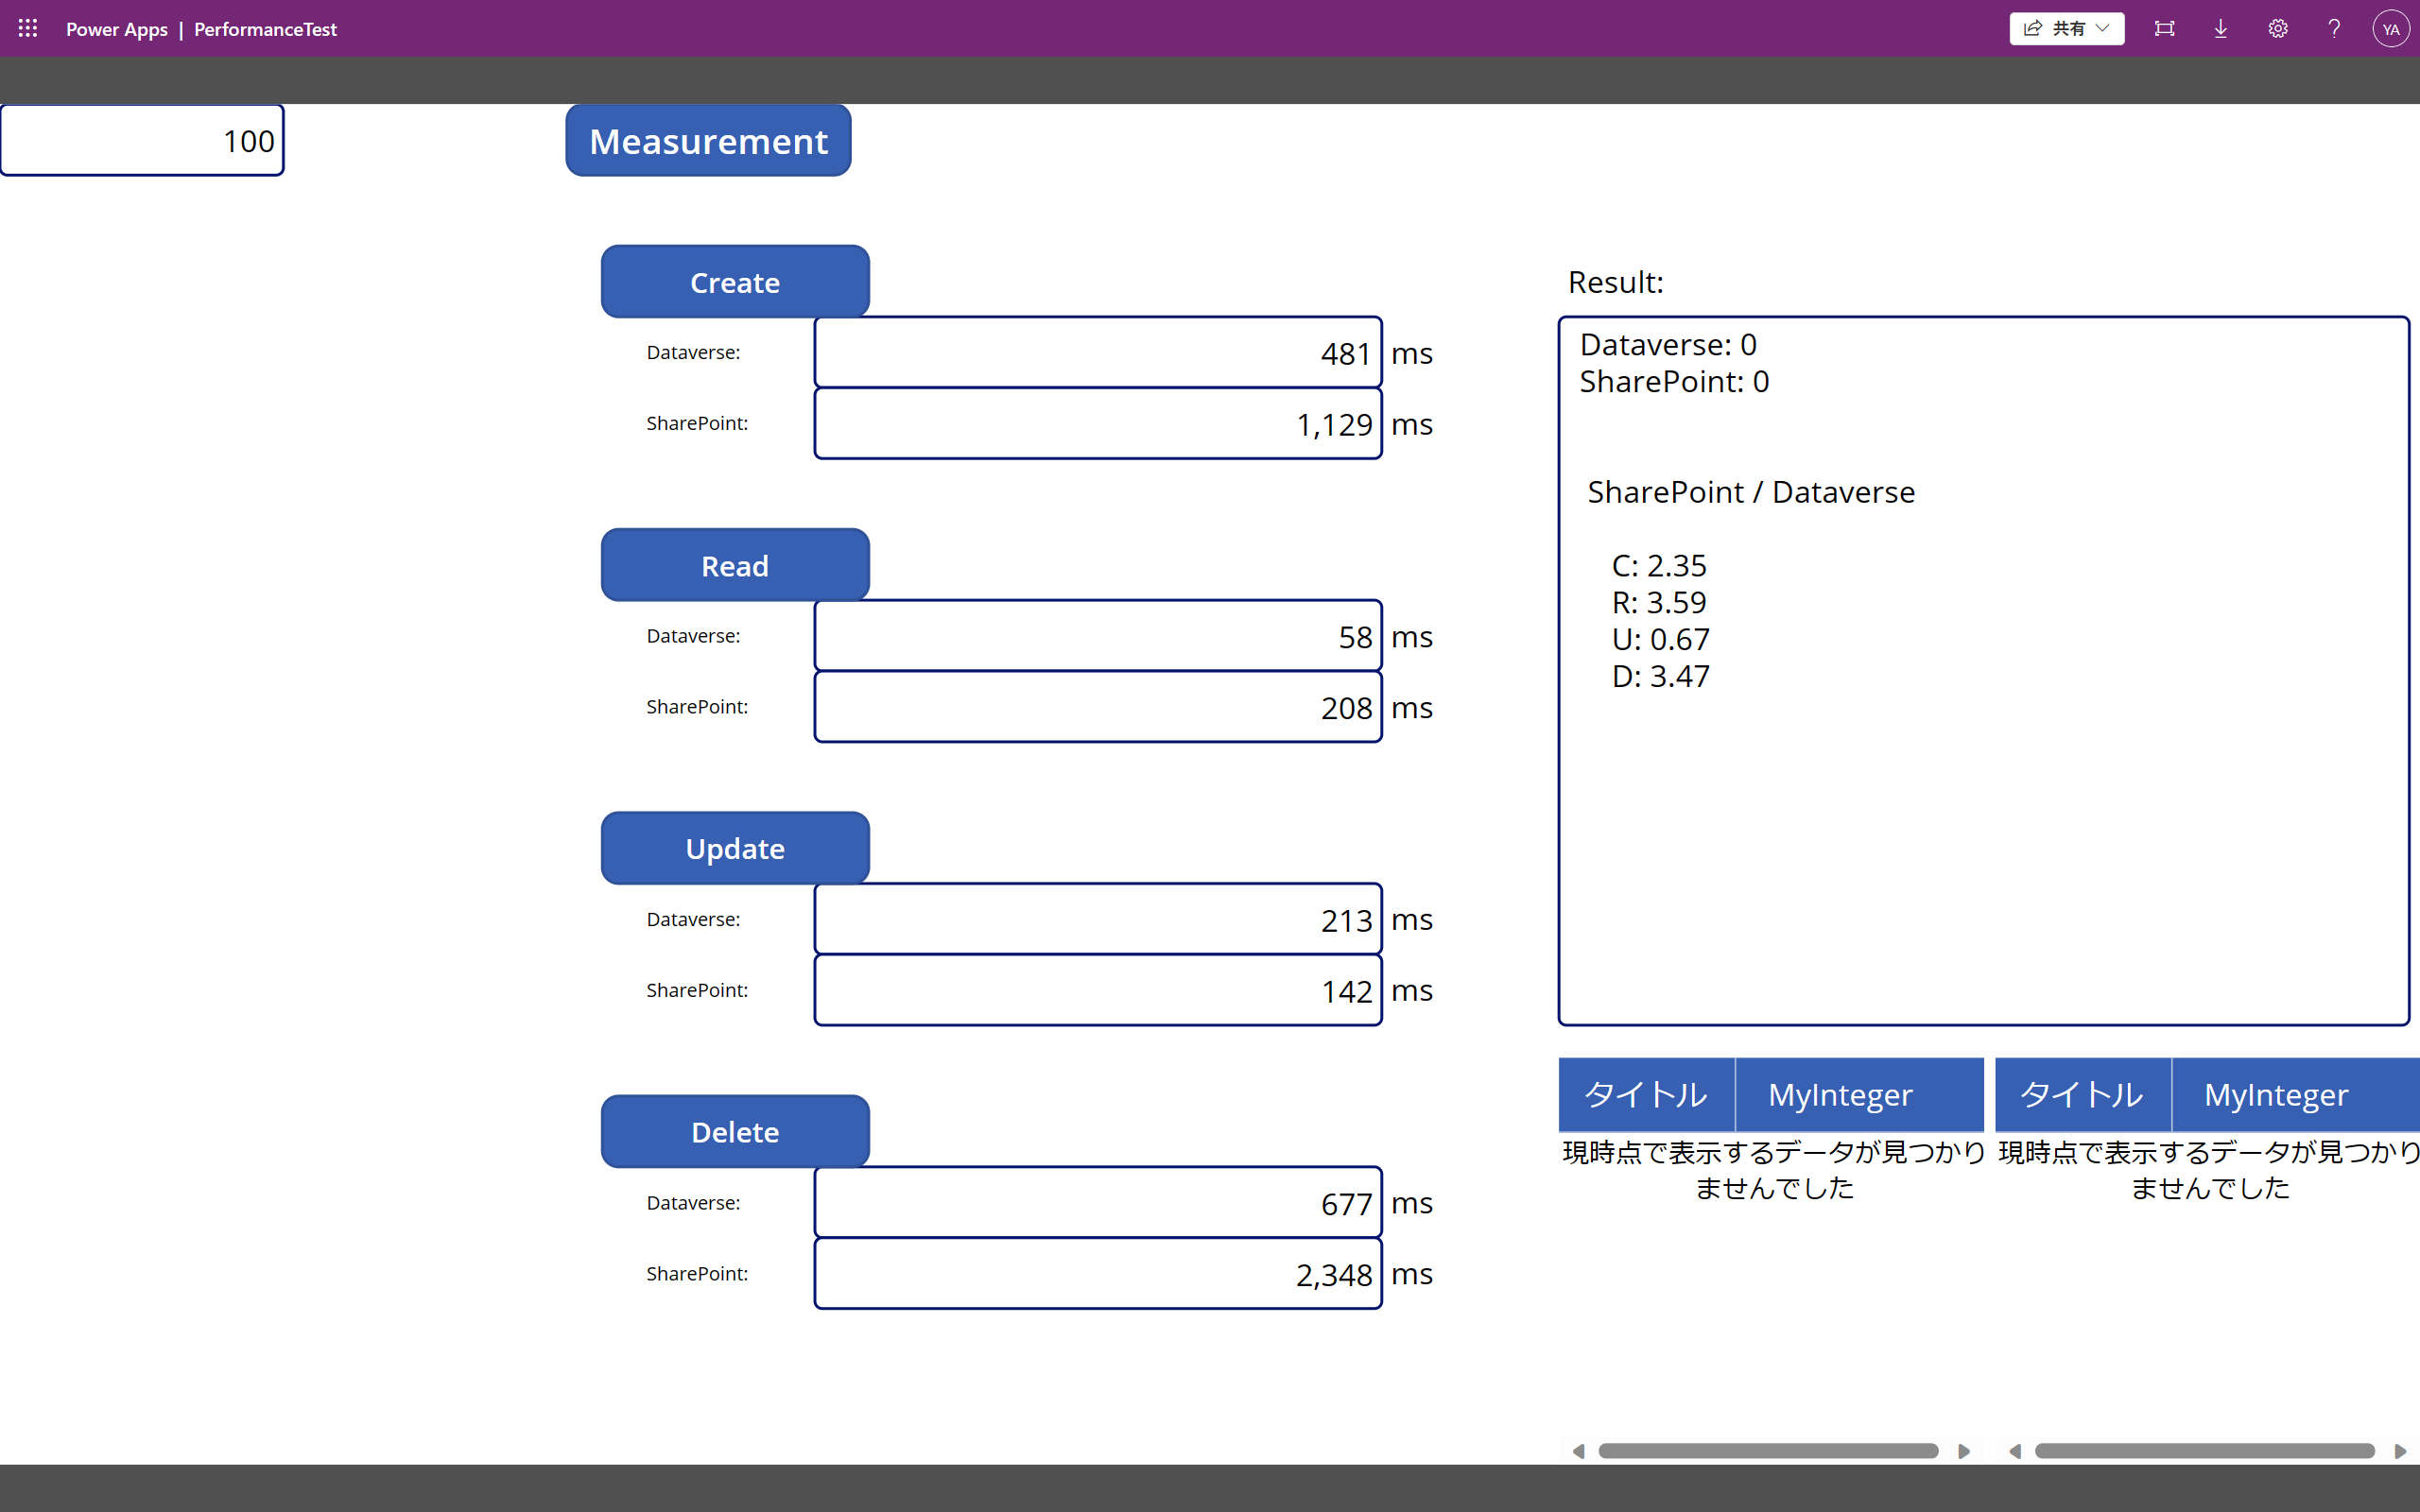 Power Apps | PerformanceTest
共有
?
YA
100
Measurement
Create
Dataverse:
481 ms
SharePoint:
1,129 ms
Read
Dataverse:
58 ms
SharePoint:
208 ms
Update
Dataverse:
213 ms
SharePoint:
142 ms
Delete
Dataverse:
677 ms
SharePoint:
2,348 ms
Result:
Dataverse: 0
SharePoint: 0
SharePoint / Dataverse
C: 2.35
R: 3.59
U: 0.67
D: 3.47
タイトル MyInteger
現時点で表示するデータが見つかり
ませんでした
タイトル MyInteger
現時点で表示するデータが見つかり
ませんでした